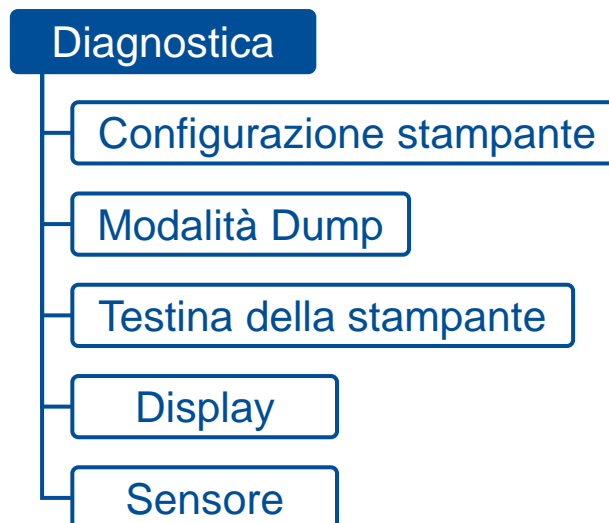 Diagnostica
Configurazione stampante
Modalità Dump
Testina della stampante
Display
Sensore